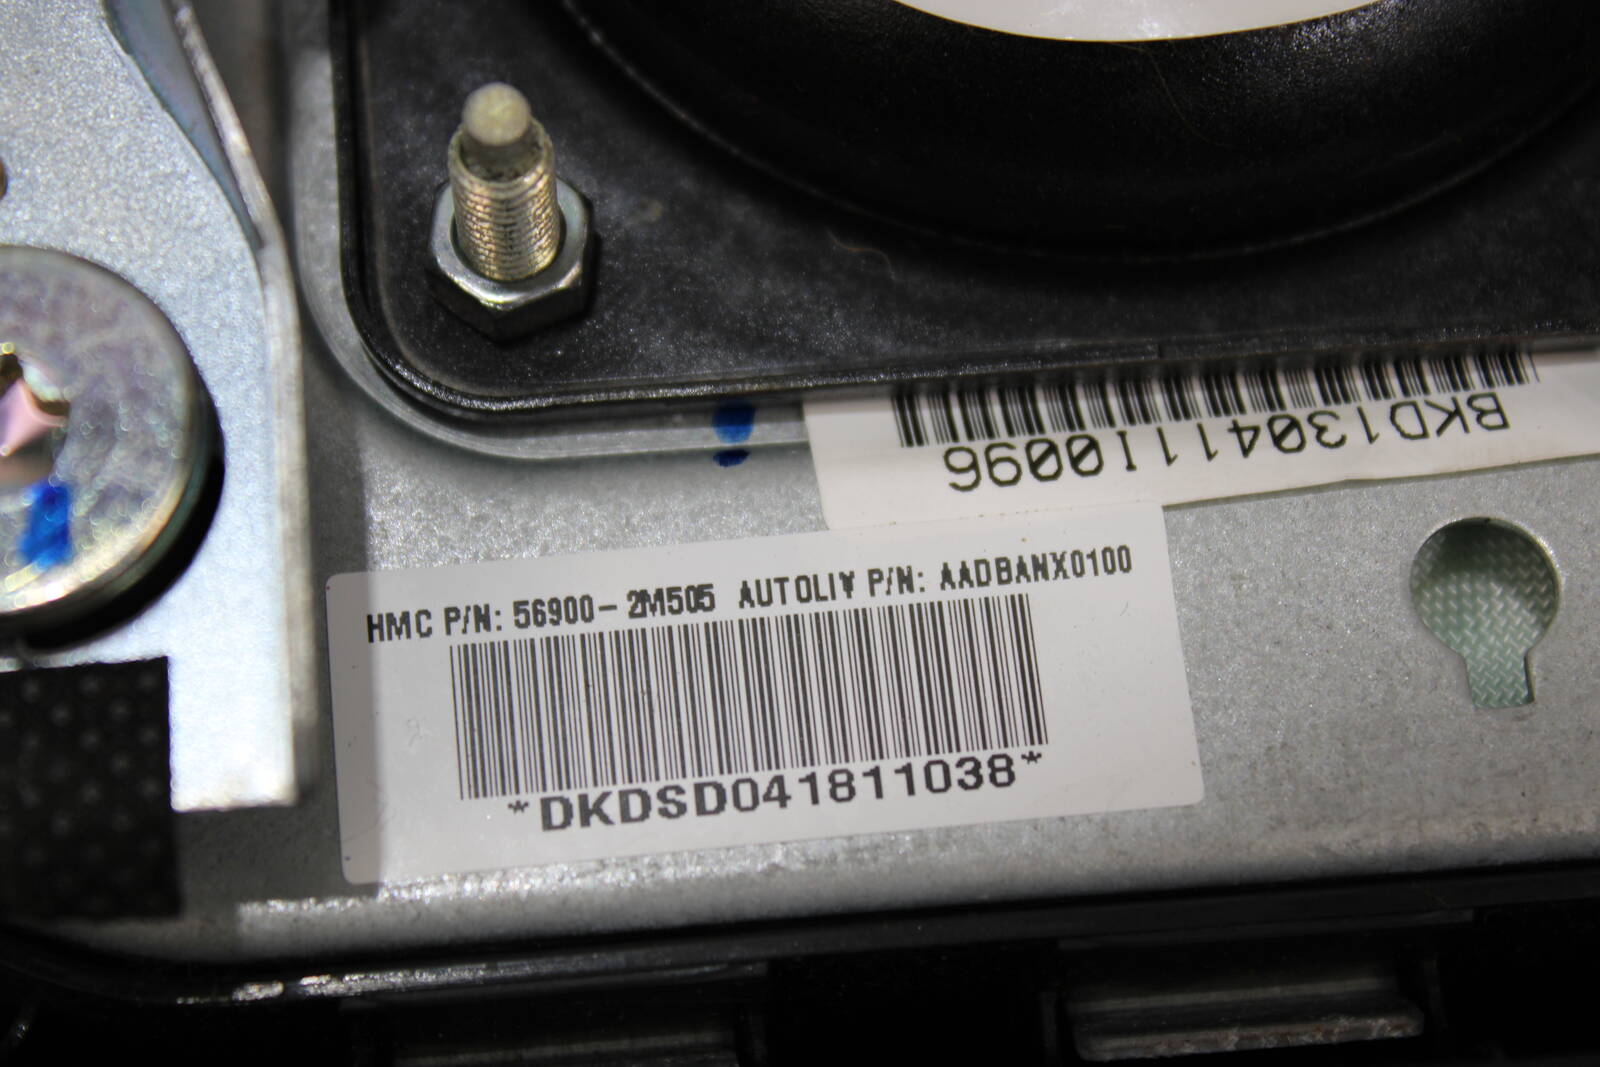 BKD1304111I0096
HMC P/N: 56900-2M505 AUTOLIV P/N: AADBANX0100
*DKDSD041811038*